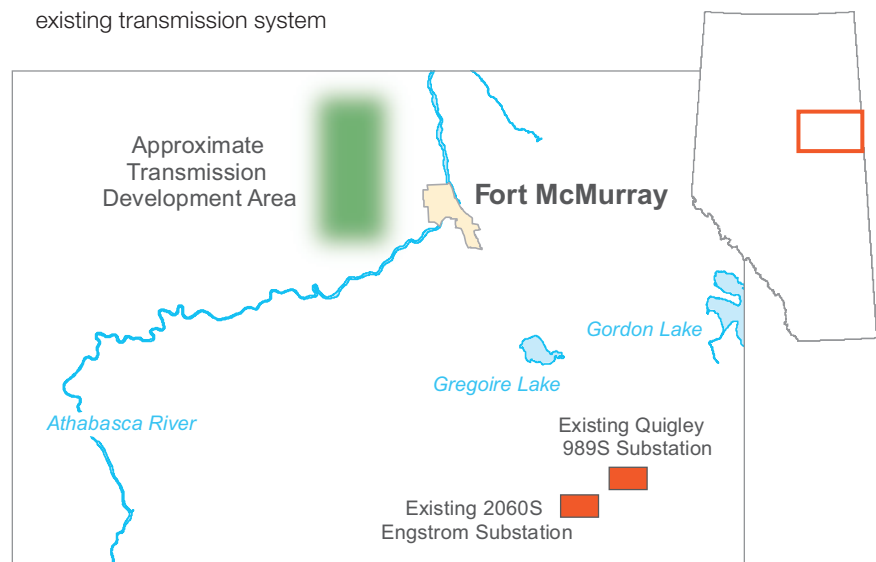 existing transmission system
Approximate
Transmission
Development Area
Fort McMurray
Gordon Lake
Gregoire Lake
Athabasca River
Existing Quigley
989S Substation
Existing 2060S
Engstrom Substation